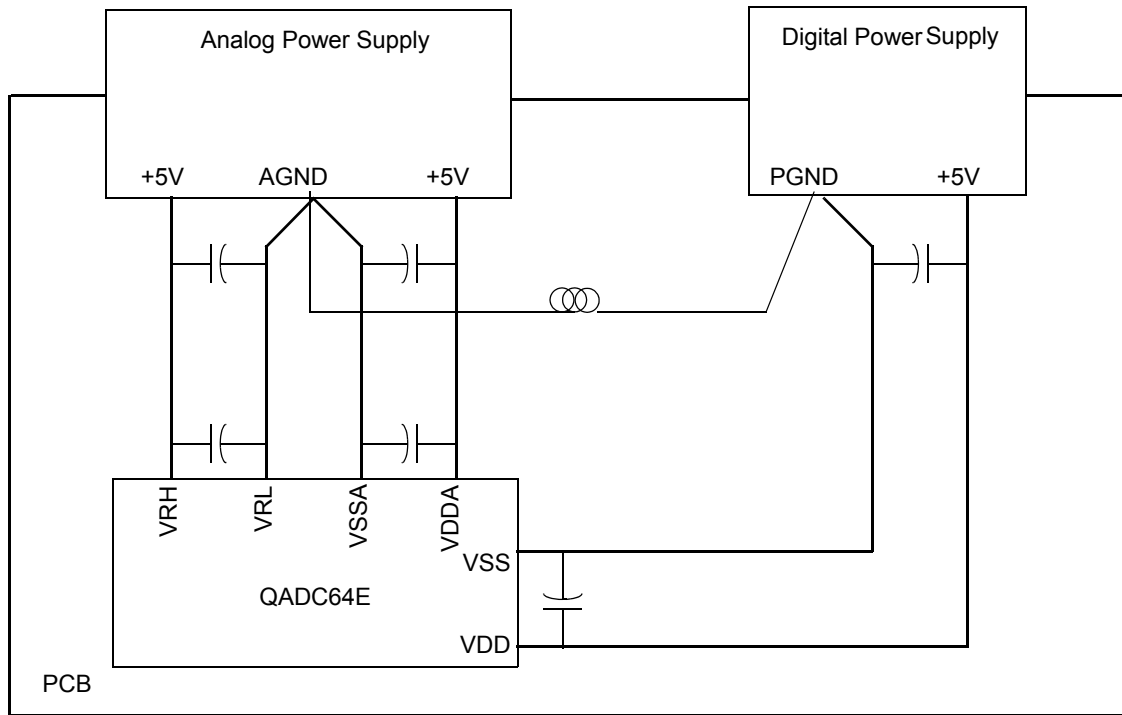 Analog Power Supply
Digital Power Supply
+5V
AGND
+5V
PGND
+5V
VRH
VRL
VSSA
VDDA
VSS
QADC64E
VDD
PCB